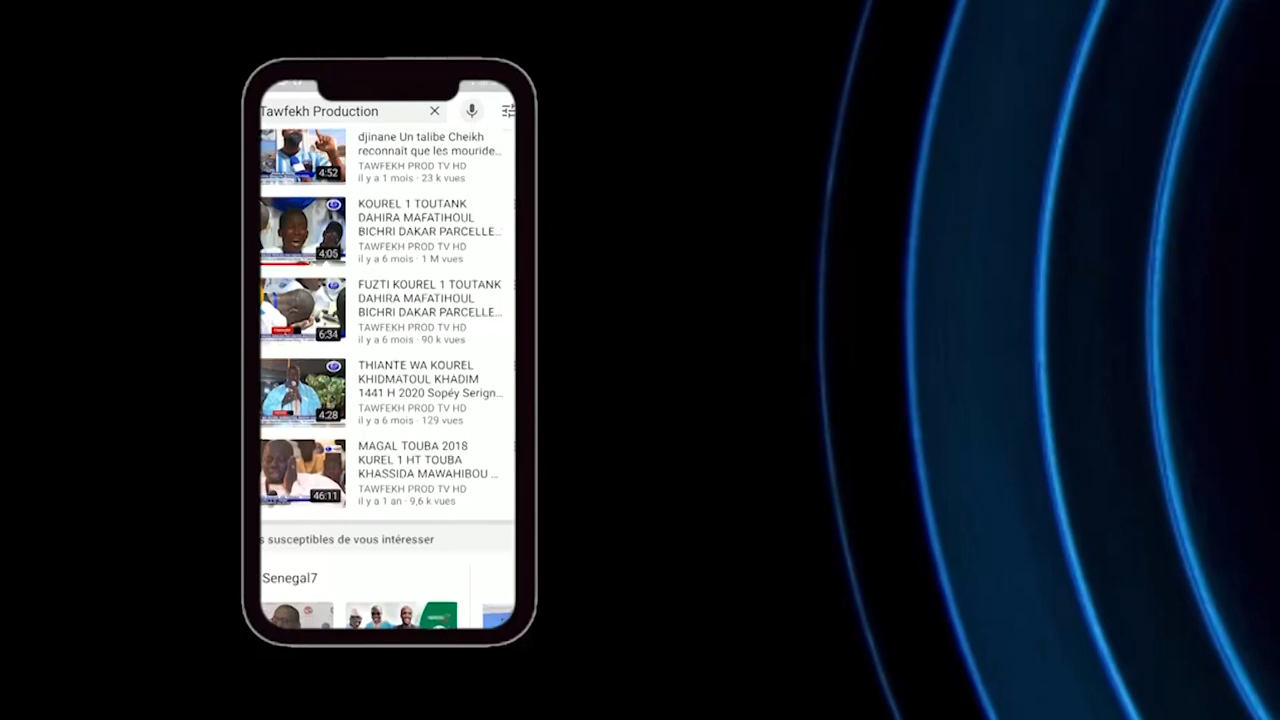 Tawfekh Production
djinane Un talibe Cheikh
reconnaît que les mouride...
TAWFEKH PROD TV HD
il y a 1 mois · 23 k vues
4:52
KOUREL 1 TOUTANK
DAHIRA MAFATIHOUL
BICHRI DAKAR PARCELLE...
TAWFEKH PROD TV HD
il y a 6 mois · 1 M vues
4:05
FUZTI KOUREL 1 TOUTANK
DAHIRA MAFATIHOUL
BICHRI DAKAR PARCELLE...
TAWFEKH PROD TV HD
il y a 6 mois · 90 k vues
6:34
THIANTE WA KOUREL
KHIDMATOUL KHADIM
1441 H 2020 Sopéy Serign...
TAWFEKH PROD TV HD
il y a 6 mois · 129 vues
4:28
MAGAL TOUBA 2018
KUREL 1 HT TOUBA
KHASSIDA MAWAHIBOU ...
TAWFEKH PROD TV HD
il y a 1 an · 9,6 k vues
46:11
s susceptibles de vous intéresser
Senegal7